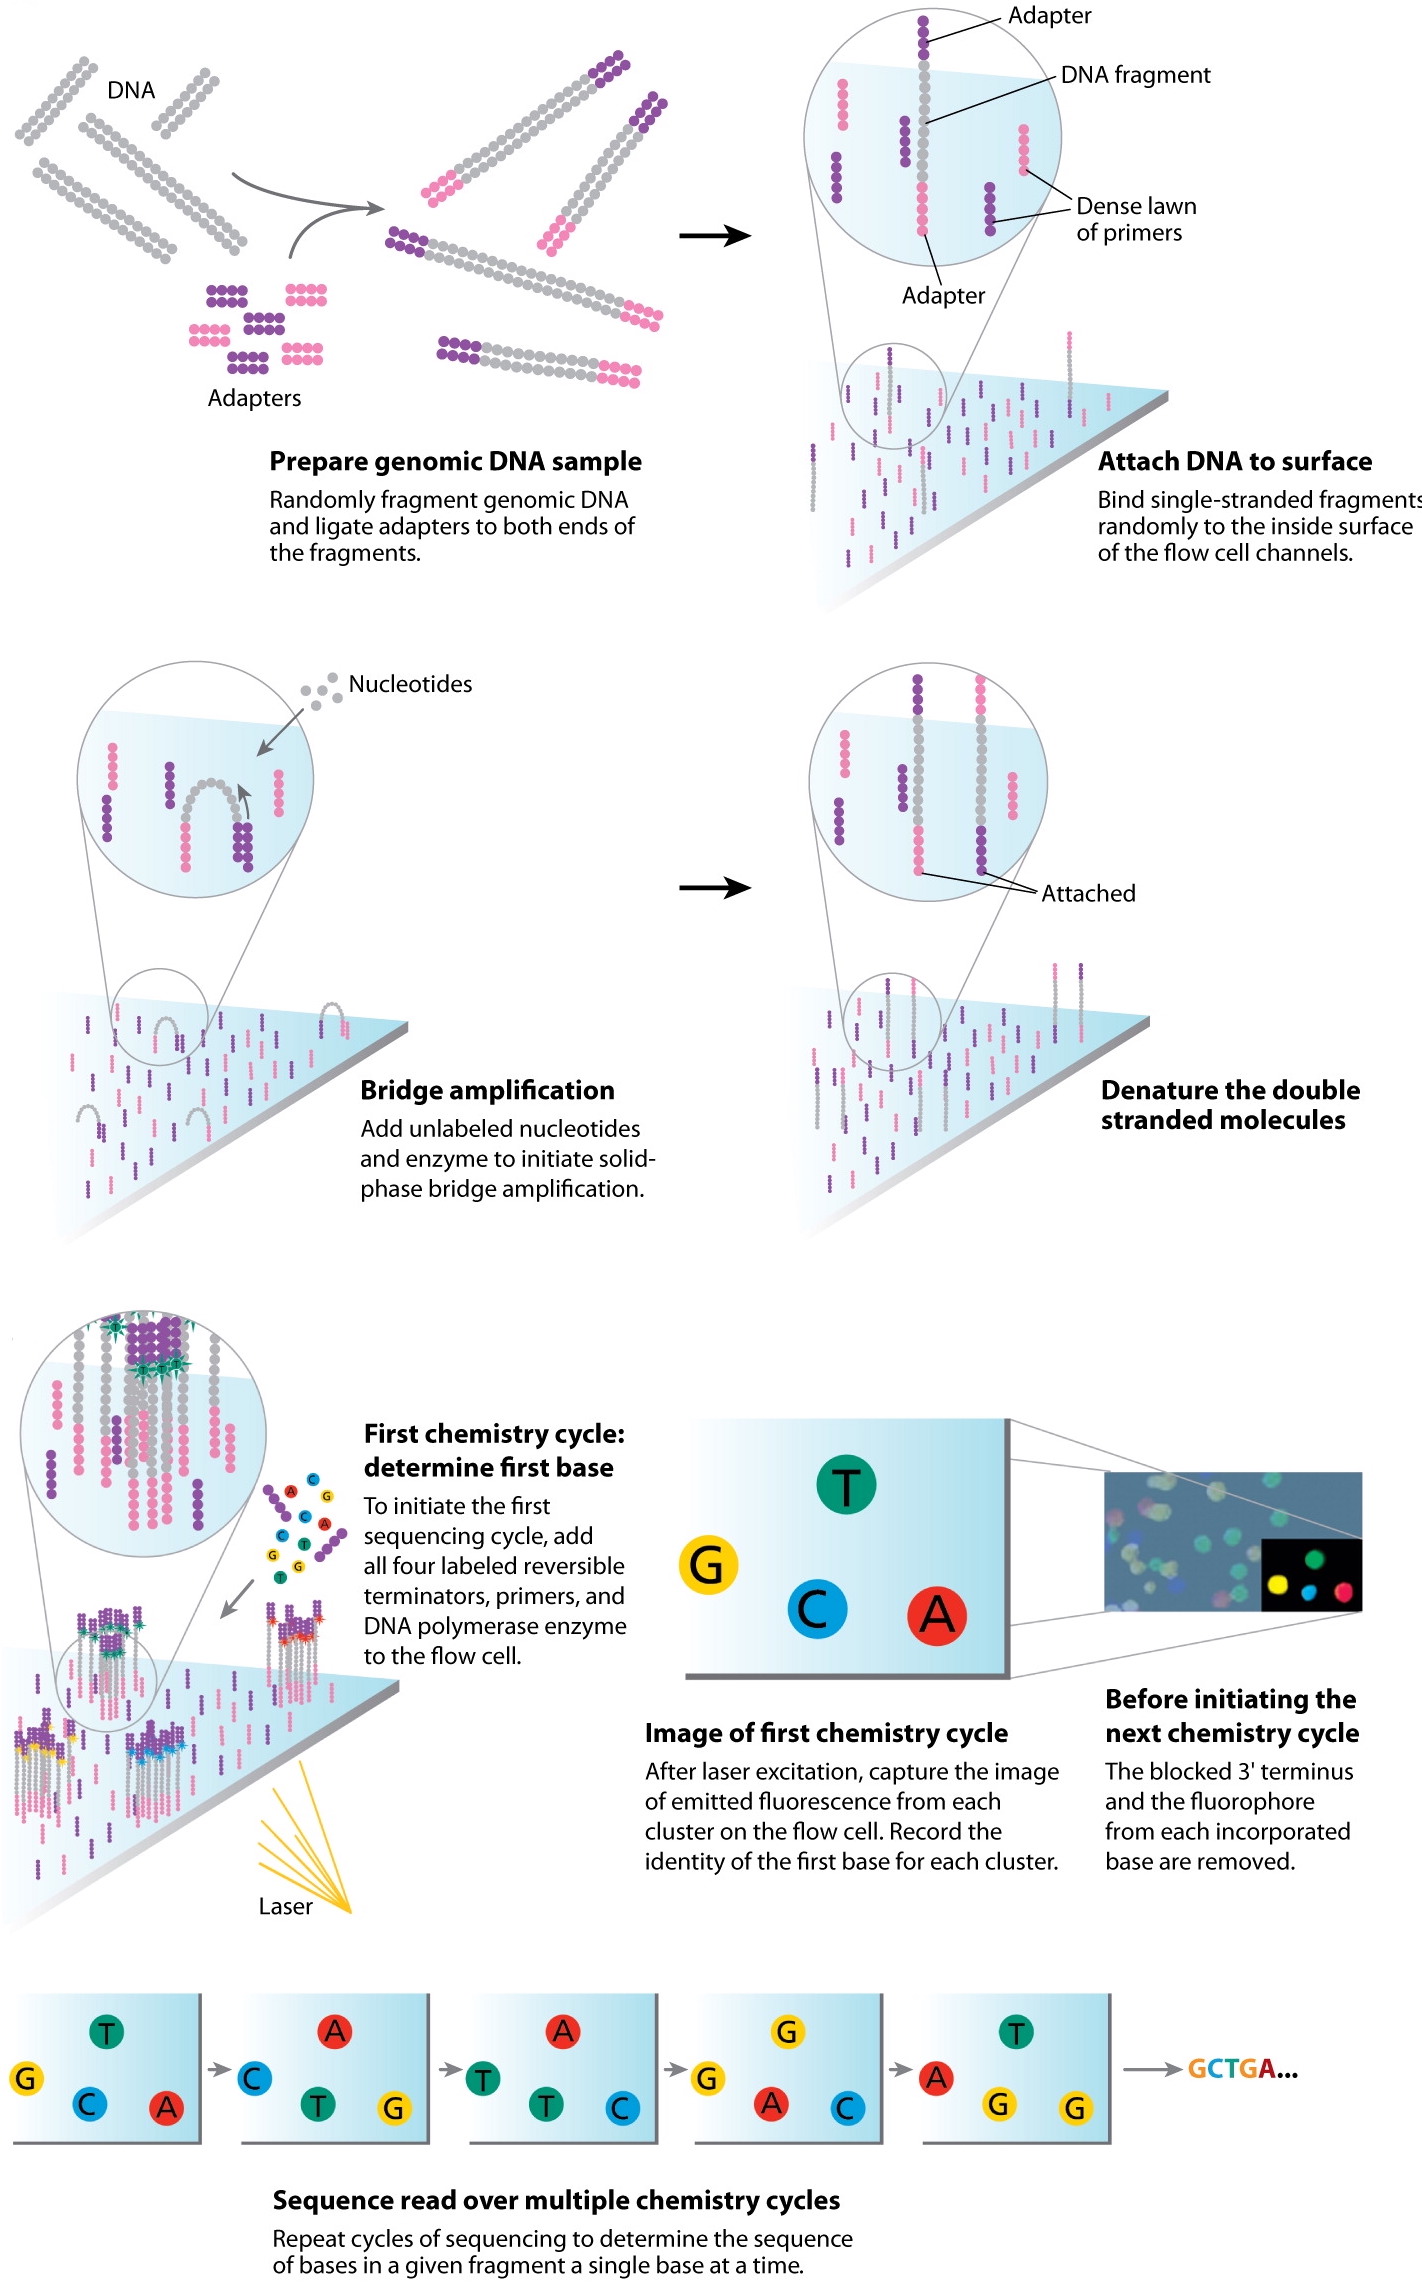 DNA
Adapters
Prepare genomic DNA sample
Randomly fragment genomic DNA
and ligate adapters to both ends of
the fragments.
Adapter
DNA fragment
Dense lawn
of primers
Adapter
Attach DNA to surface
Bind single-stranded fragments
randomly to the inside surface
of the flow cell channels.
Nucleotides
Bridge amplification
Add unlabeled nucleotides
and enzyme to initiate solid-
phase bridge amplification.
Attached
Denature the double
stranded molecules
T
T T T
C
A
G
C
A
C
T
G
G
T
First chemistry cycle:
determine first base
To initiate the first
sequencing cycle, add
all four labeled reversible
terminators, primers, and
DNA polymerase enzyme
to the flow cell.
Laser
T
G
C
A
Image of first chemistry cycle
After laser excitation, capture the image
of emitted fluorescence from each
cluster on the flow cell. Record the
identity of the first base for each cluster.
Before initiating the
next chemistry cycle
The blocked 3' terminus
and the fluorophore
from each incorporated
base are removed.
T
G
C
A
A
C
T
G
A
T
T
C
G
G
A
C
T
A
G
G
GCTGA...
Sequence read over multiple chemistry cycles
Repeat cycles of sequencing to determine the sequence
of bases in a given fragment a single base at a time.